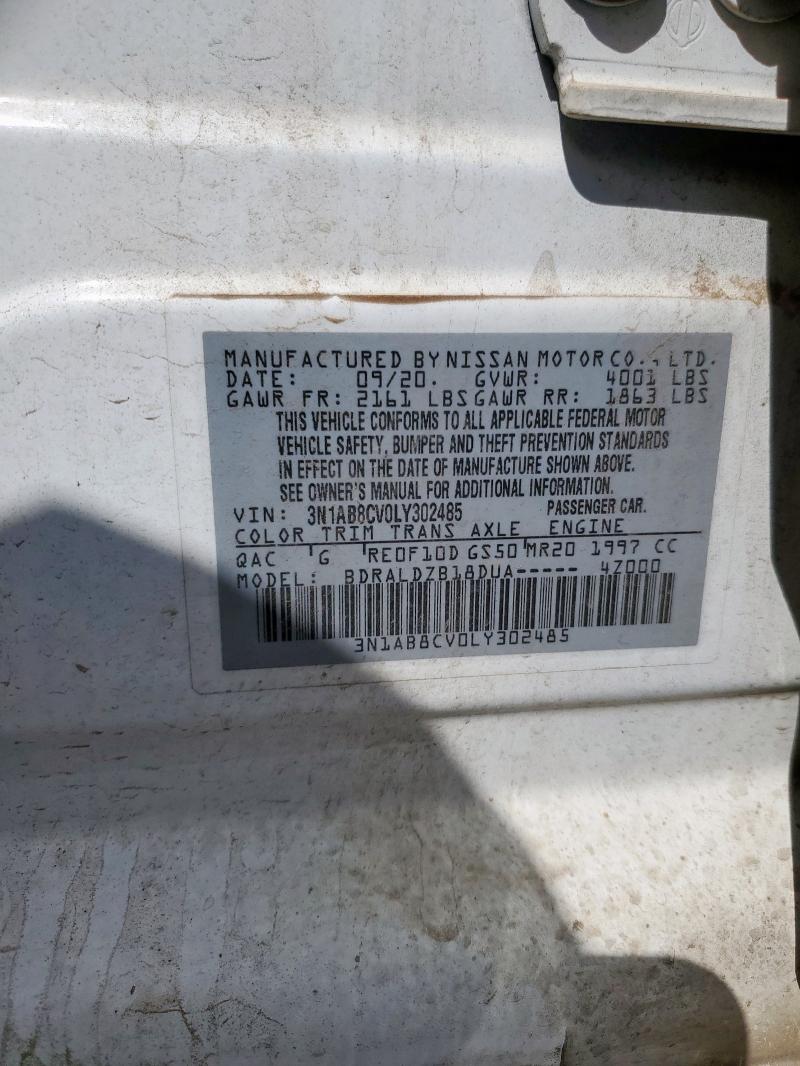 MANUFACTURED BY NISSAN MOTOR CO., LTD.
DATE: 09/20. GVWR: 4001 LBS
GAWR FR: 2161 LBS GAWR RR: 1863 LBS
THIS VEHICLE CONFORMS TO ALL APPLICABLE FEDERAL MOTOR
VEHICLE SAFETY, BUMPER AND THEFT PREVENTION STANDARDS
IN EFFECT ON THE DATE OF MANUFACTURE SHOWN ABOVE.
SEE OWNER'S MANUAL FOR ADDITIONAL INFORMATION.
VIN: 3N1AB8CV0LY302485 PASSENGER CAR.
COLOR TRIM TRANS AXLE ENGINE
QAC G RE0F10D GS50 MR20 1997 CC
MODEL: BDRALDZB18DUA----- 4Z000
3N1AB8CV0LY302485